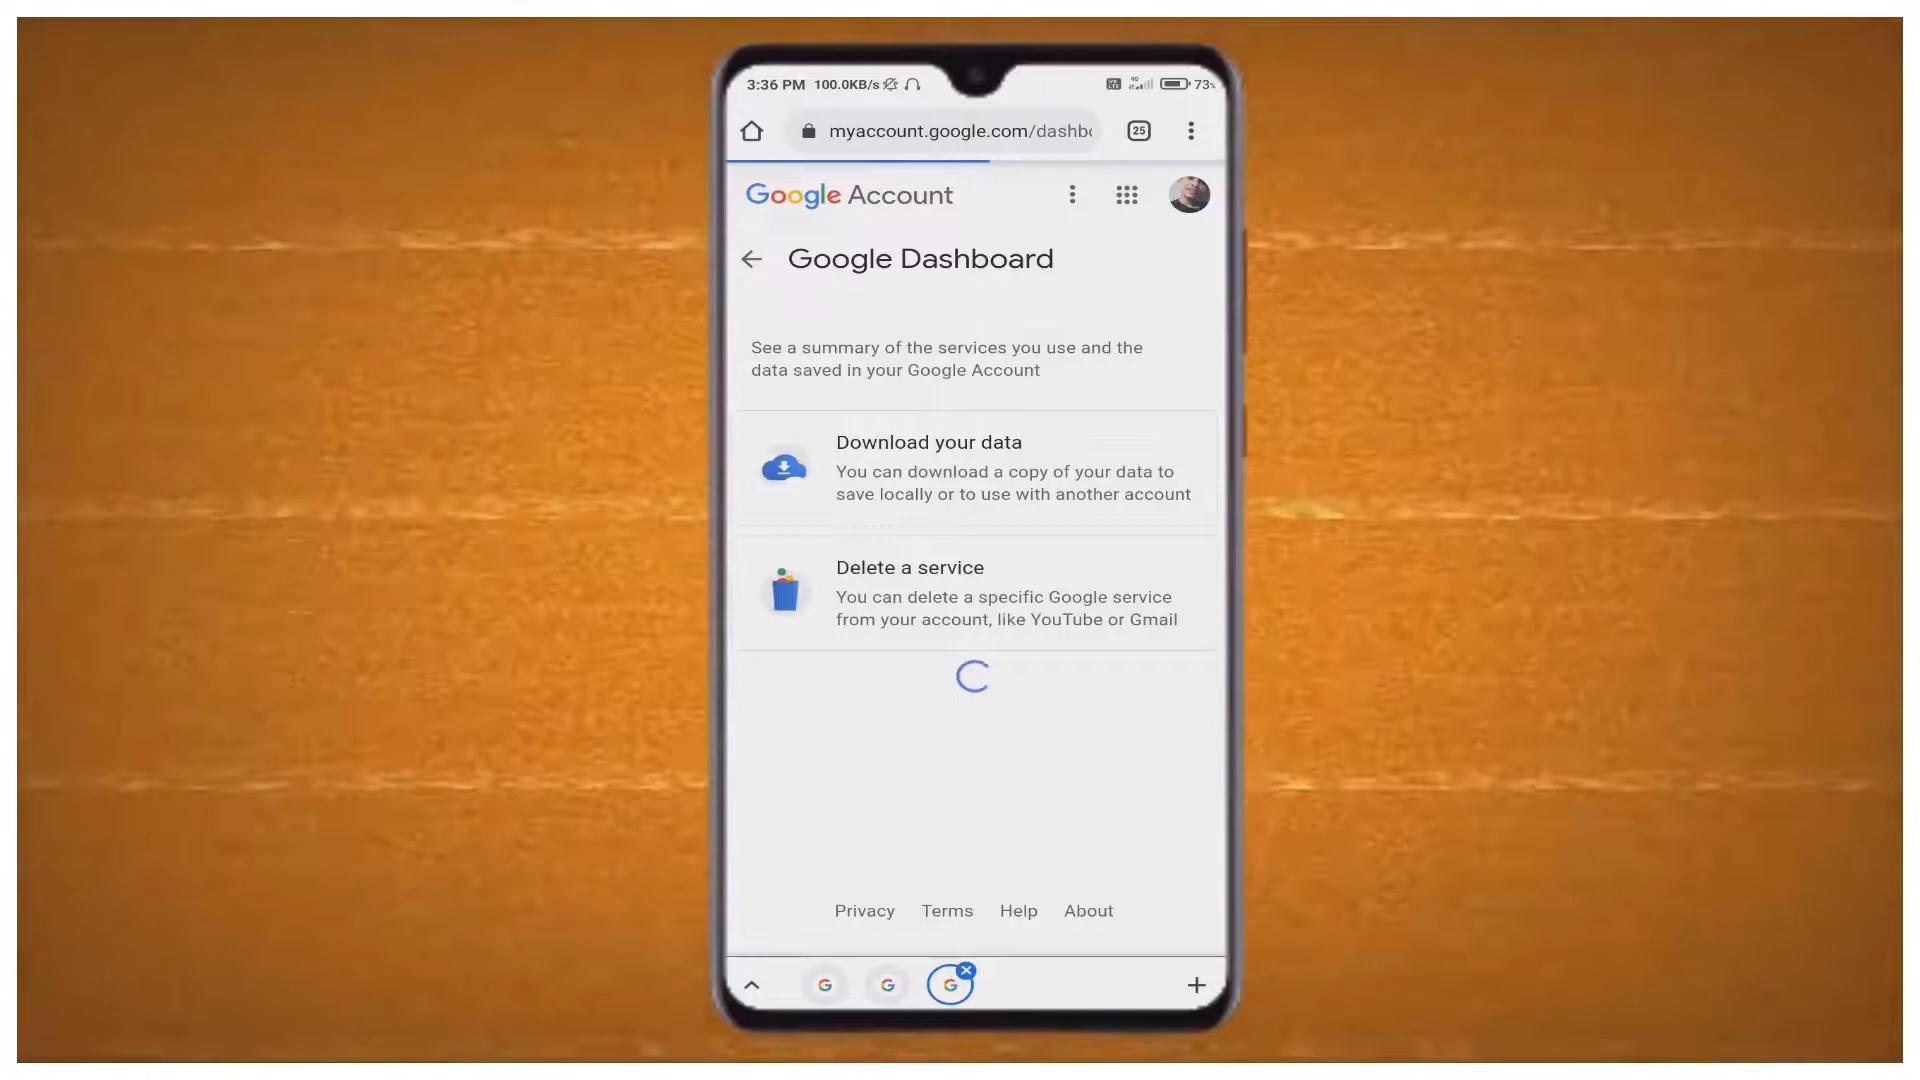 3:36 PM 100.0KB/s 4G 73%
myaccount.google.com/dashbo 25
Google Account
Google Dashboard
See a summary of the services you use and the
data saved in your Google Account
Download your data
You can download a copy of your data to
save locally or to use with another account
Delete a service
You can delete a specific Google service
from your account, like YouTube or Gmail
Privacy Terms Help About
G G G